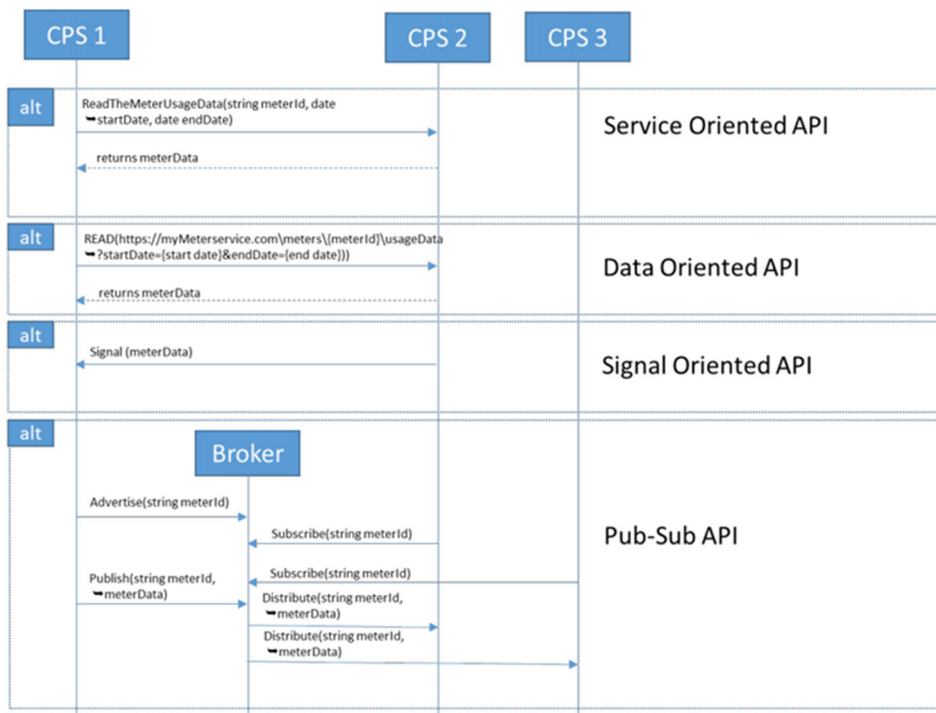 CPS 1
CPS 2
CPS 3
alt
ReadTheMeterUsageData(string meterId, date
➥startDate, date endDate)
Service Oriented API
returns meterData
alt
READ(https://myMeterservice.com\meters\{meterId}\usageData
➥?startDate={start date}&endDate={end date}))
Data Oriented API
returns meterData
alt
Signal (meterData)
Signal Oriented API
alt
Broker
Advertise(string meterId)
Subscribe(string meterId)
Pub-Sub API
Subscribe(string meterId)
Publish(string meterId,
➥meterData)
Distribute(string meterId,
➥meterData)
Distribute(string meterId,
➥meterData)